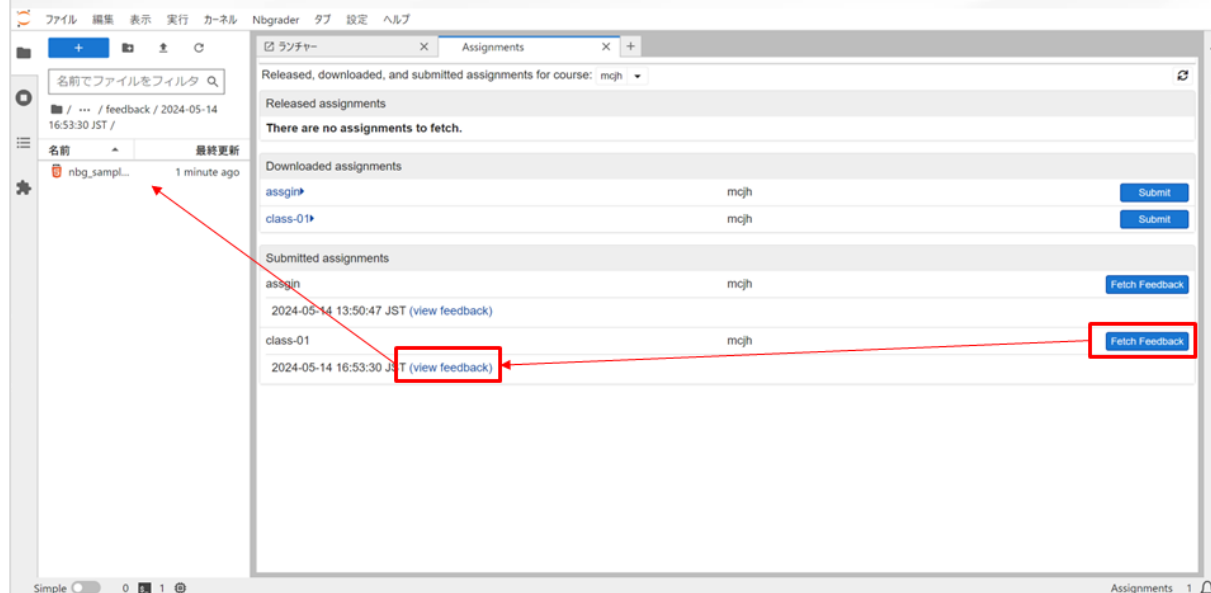 ファイル 編集 表示 実行 カーネル Nbgrader タブ 設定 ヘルプ
ランチャー Assignments
名前でファイルをフィルタ
/ ... / feedback / 2024-05-14
16:53:30 JST /
名前 最終更新
nbg_sampl... 1 minute ago
Released, downloaded, and submitted assignments for course: mcjh
Released assignments
There are no assignments to fetch.
Downloaded assignments
assgin mcjh Submit
class-01 mcjh Submit
Submitted assignments
assgin mcjh Fetch Feedback
2024-05-14 13:50:47 JST (view feedback)
class-01 mcjh Fetch Feedback
2024-05-14 16:53:30 JST (view feedback)
Simple 0 1 Assignments 1